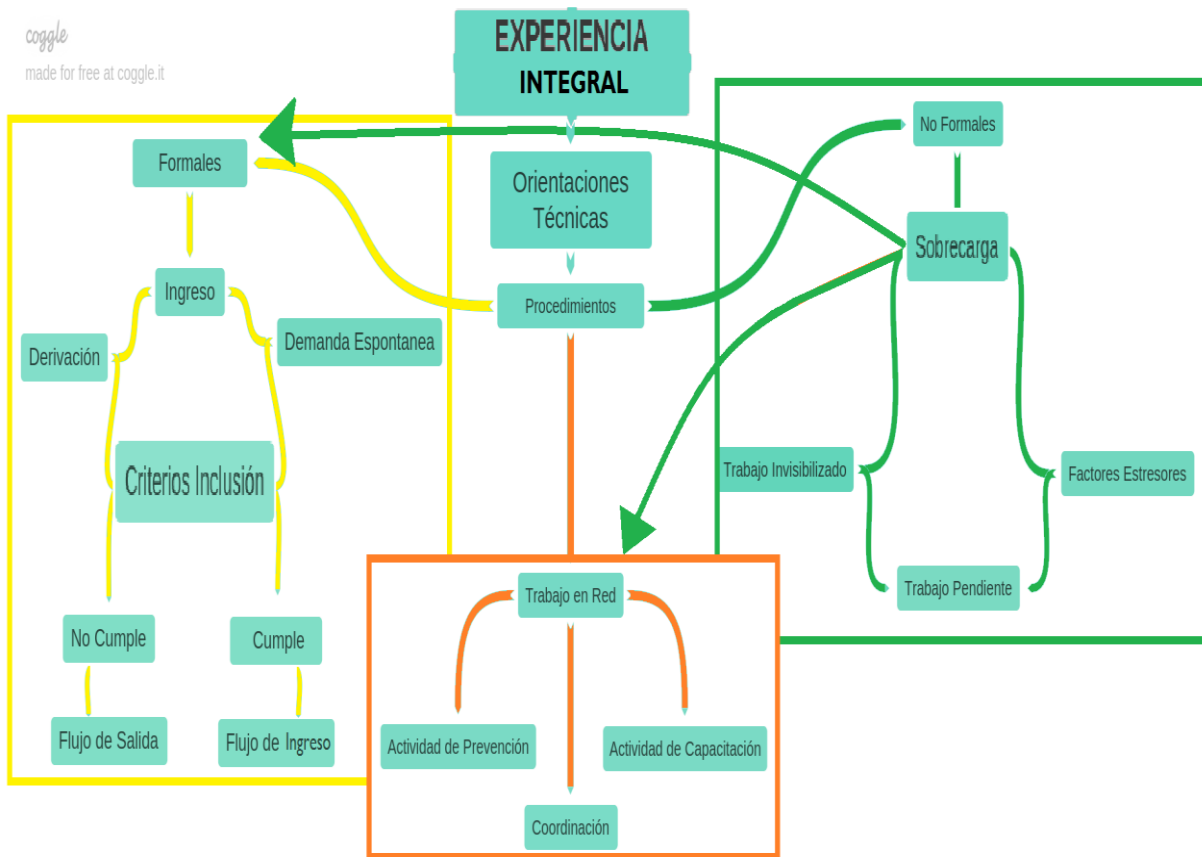 coggle
made for free at coggle.it
EXPERIENCIA
INTEGRAL
Orientaciones
Técnicas
Procedimientos
Formales
Ingreso
Derivación
Demanda Espontanea
Criterios Inclusión
No Cumple
Cumple
Flujo de Salida
Flujo de Ingreso
No Formales
Sobrecarga
Trabajo Invisibilizado
Factores Estresores
Trabajo Pendiente
Trabajo en Red
Actividad de Prevención
Actividad de Capacitación
Coordinación